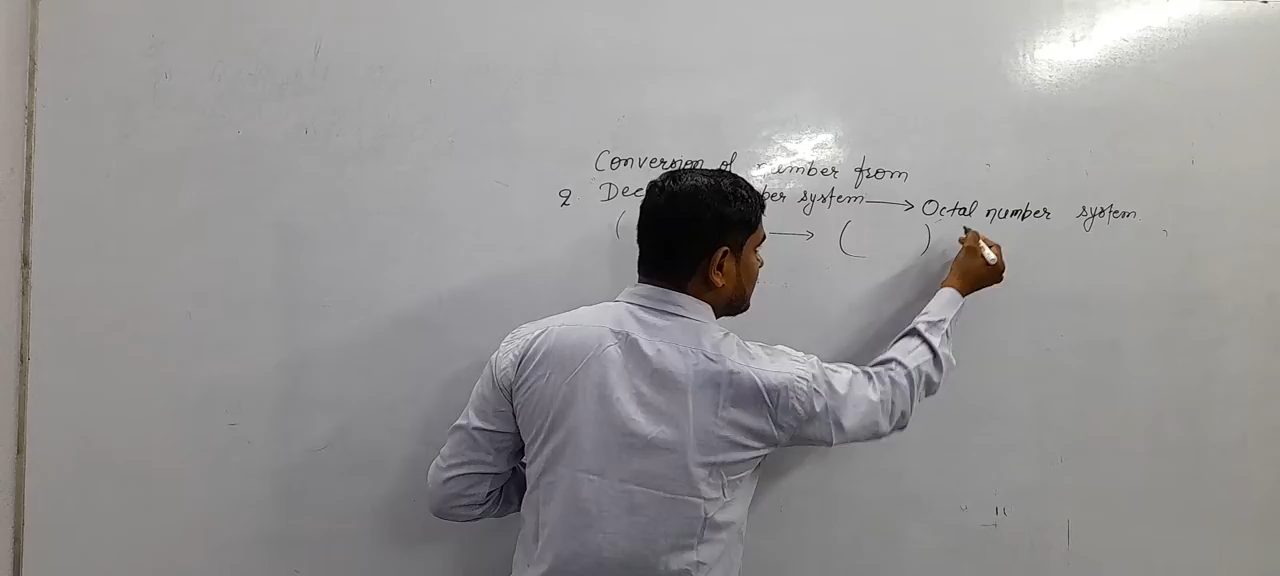 Conversion of number from
2. Dec ber system → Octal number system.
( → ( )